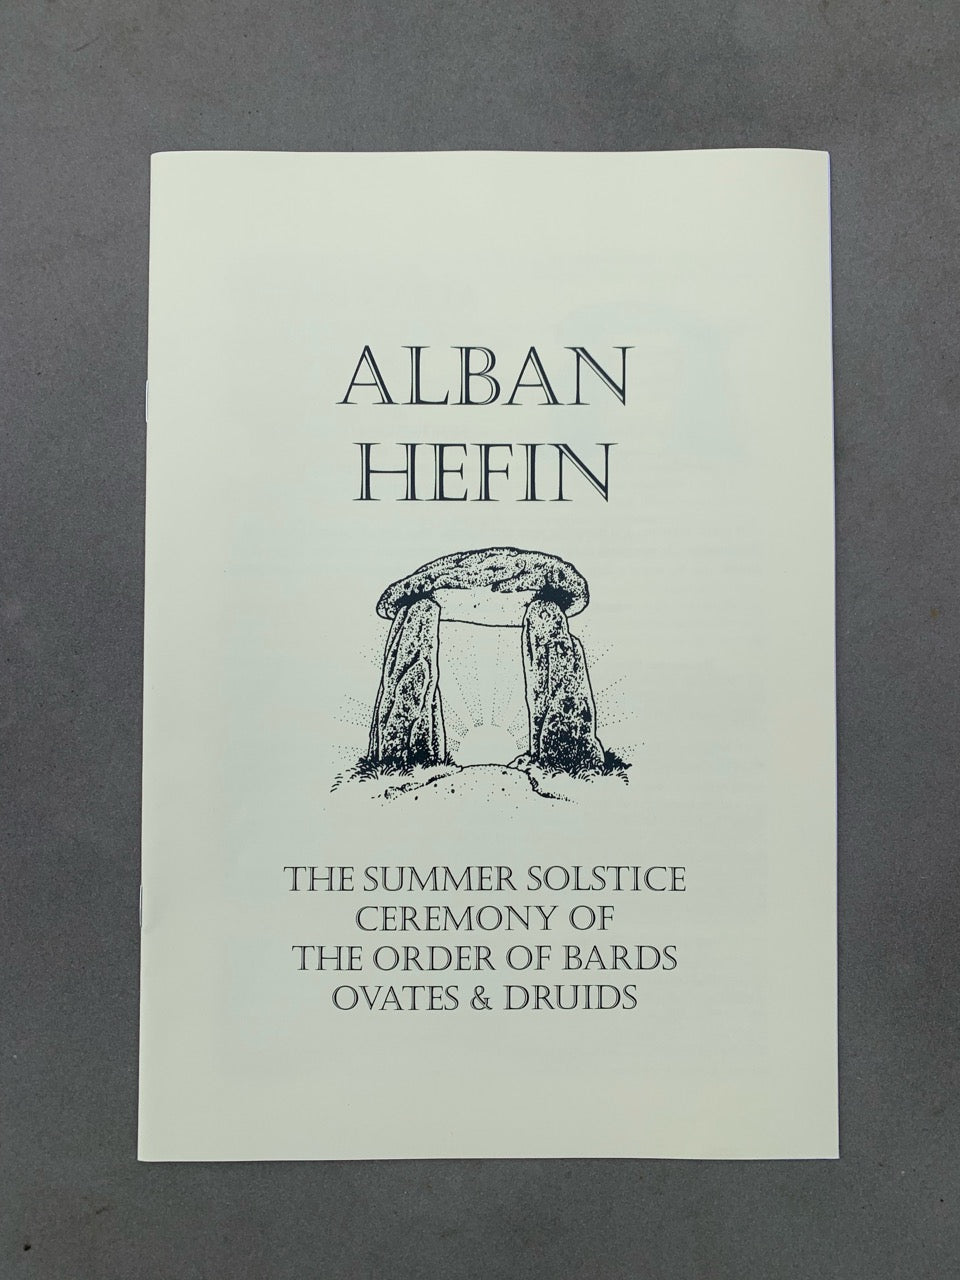 ALBAN
HEFIN
THE SUMMER SOLSTICE
CEREMONY OF
THE ORDER OF BARDS
OVATES & DRUIDS